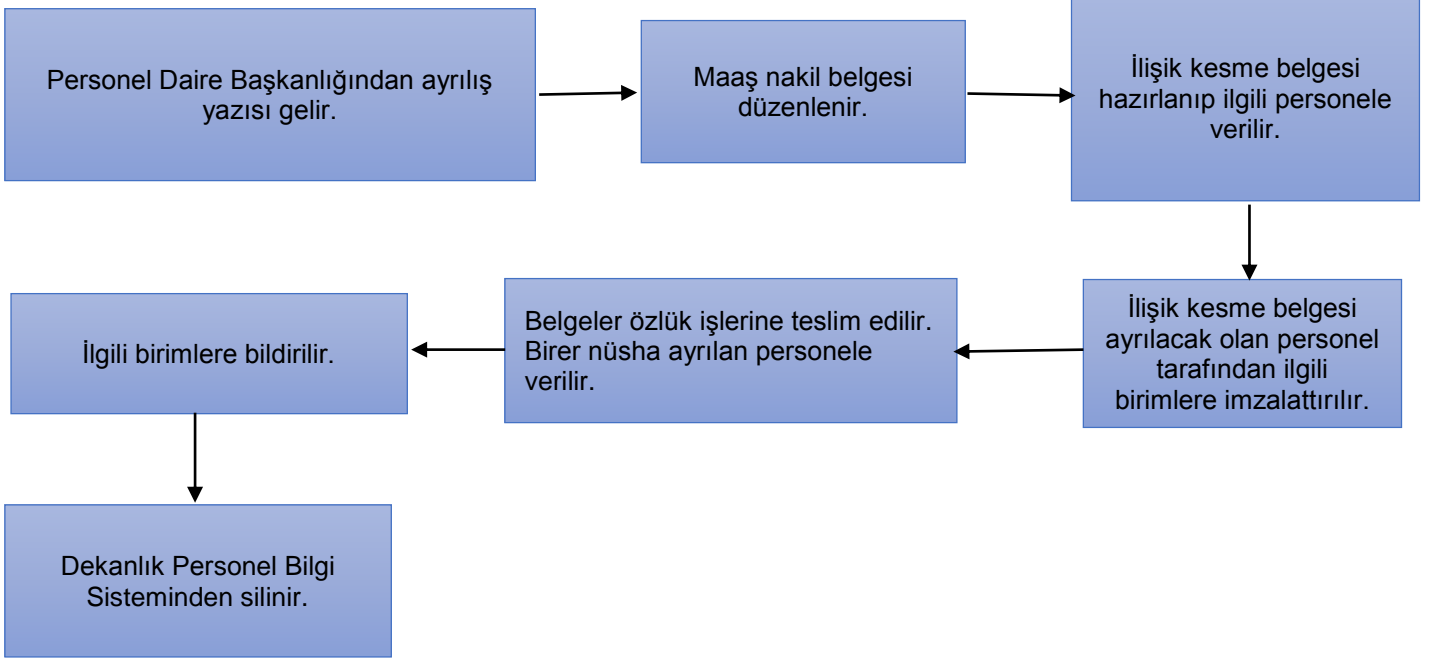 Personel Daire Başkanlığından ayrılış
yazısı gelir.
Maaş nakil belgesi
düzenlenir.
İlişik kesme belgesi
hazırlanıp ilgili personele
verilir.
İlişik kesme belgesi
ayrılacak olan personel
tarafından ilgili
birimlere imzalattırılır.
Belgeler özlük işlerine teslim edilir.
Birer nüsha ayrılan personele
verilir.
İlgili birimlere bildirilir.
Dekanlık Personel Bilgi
Sisteminden silinir.